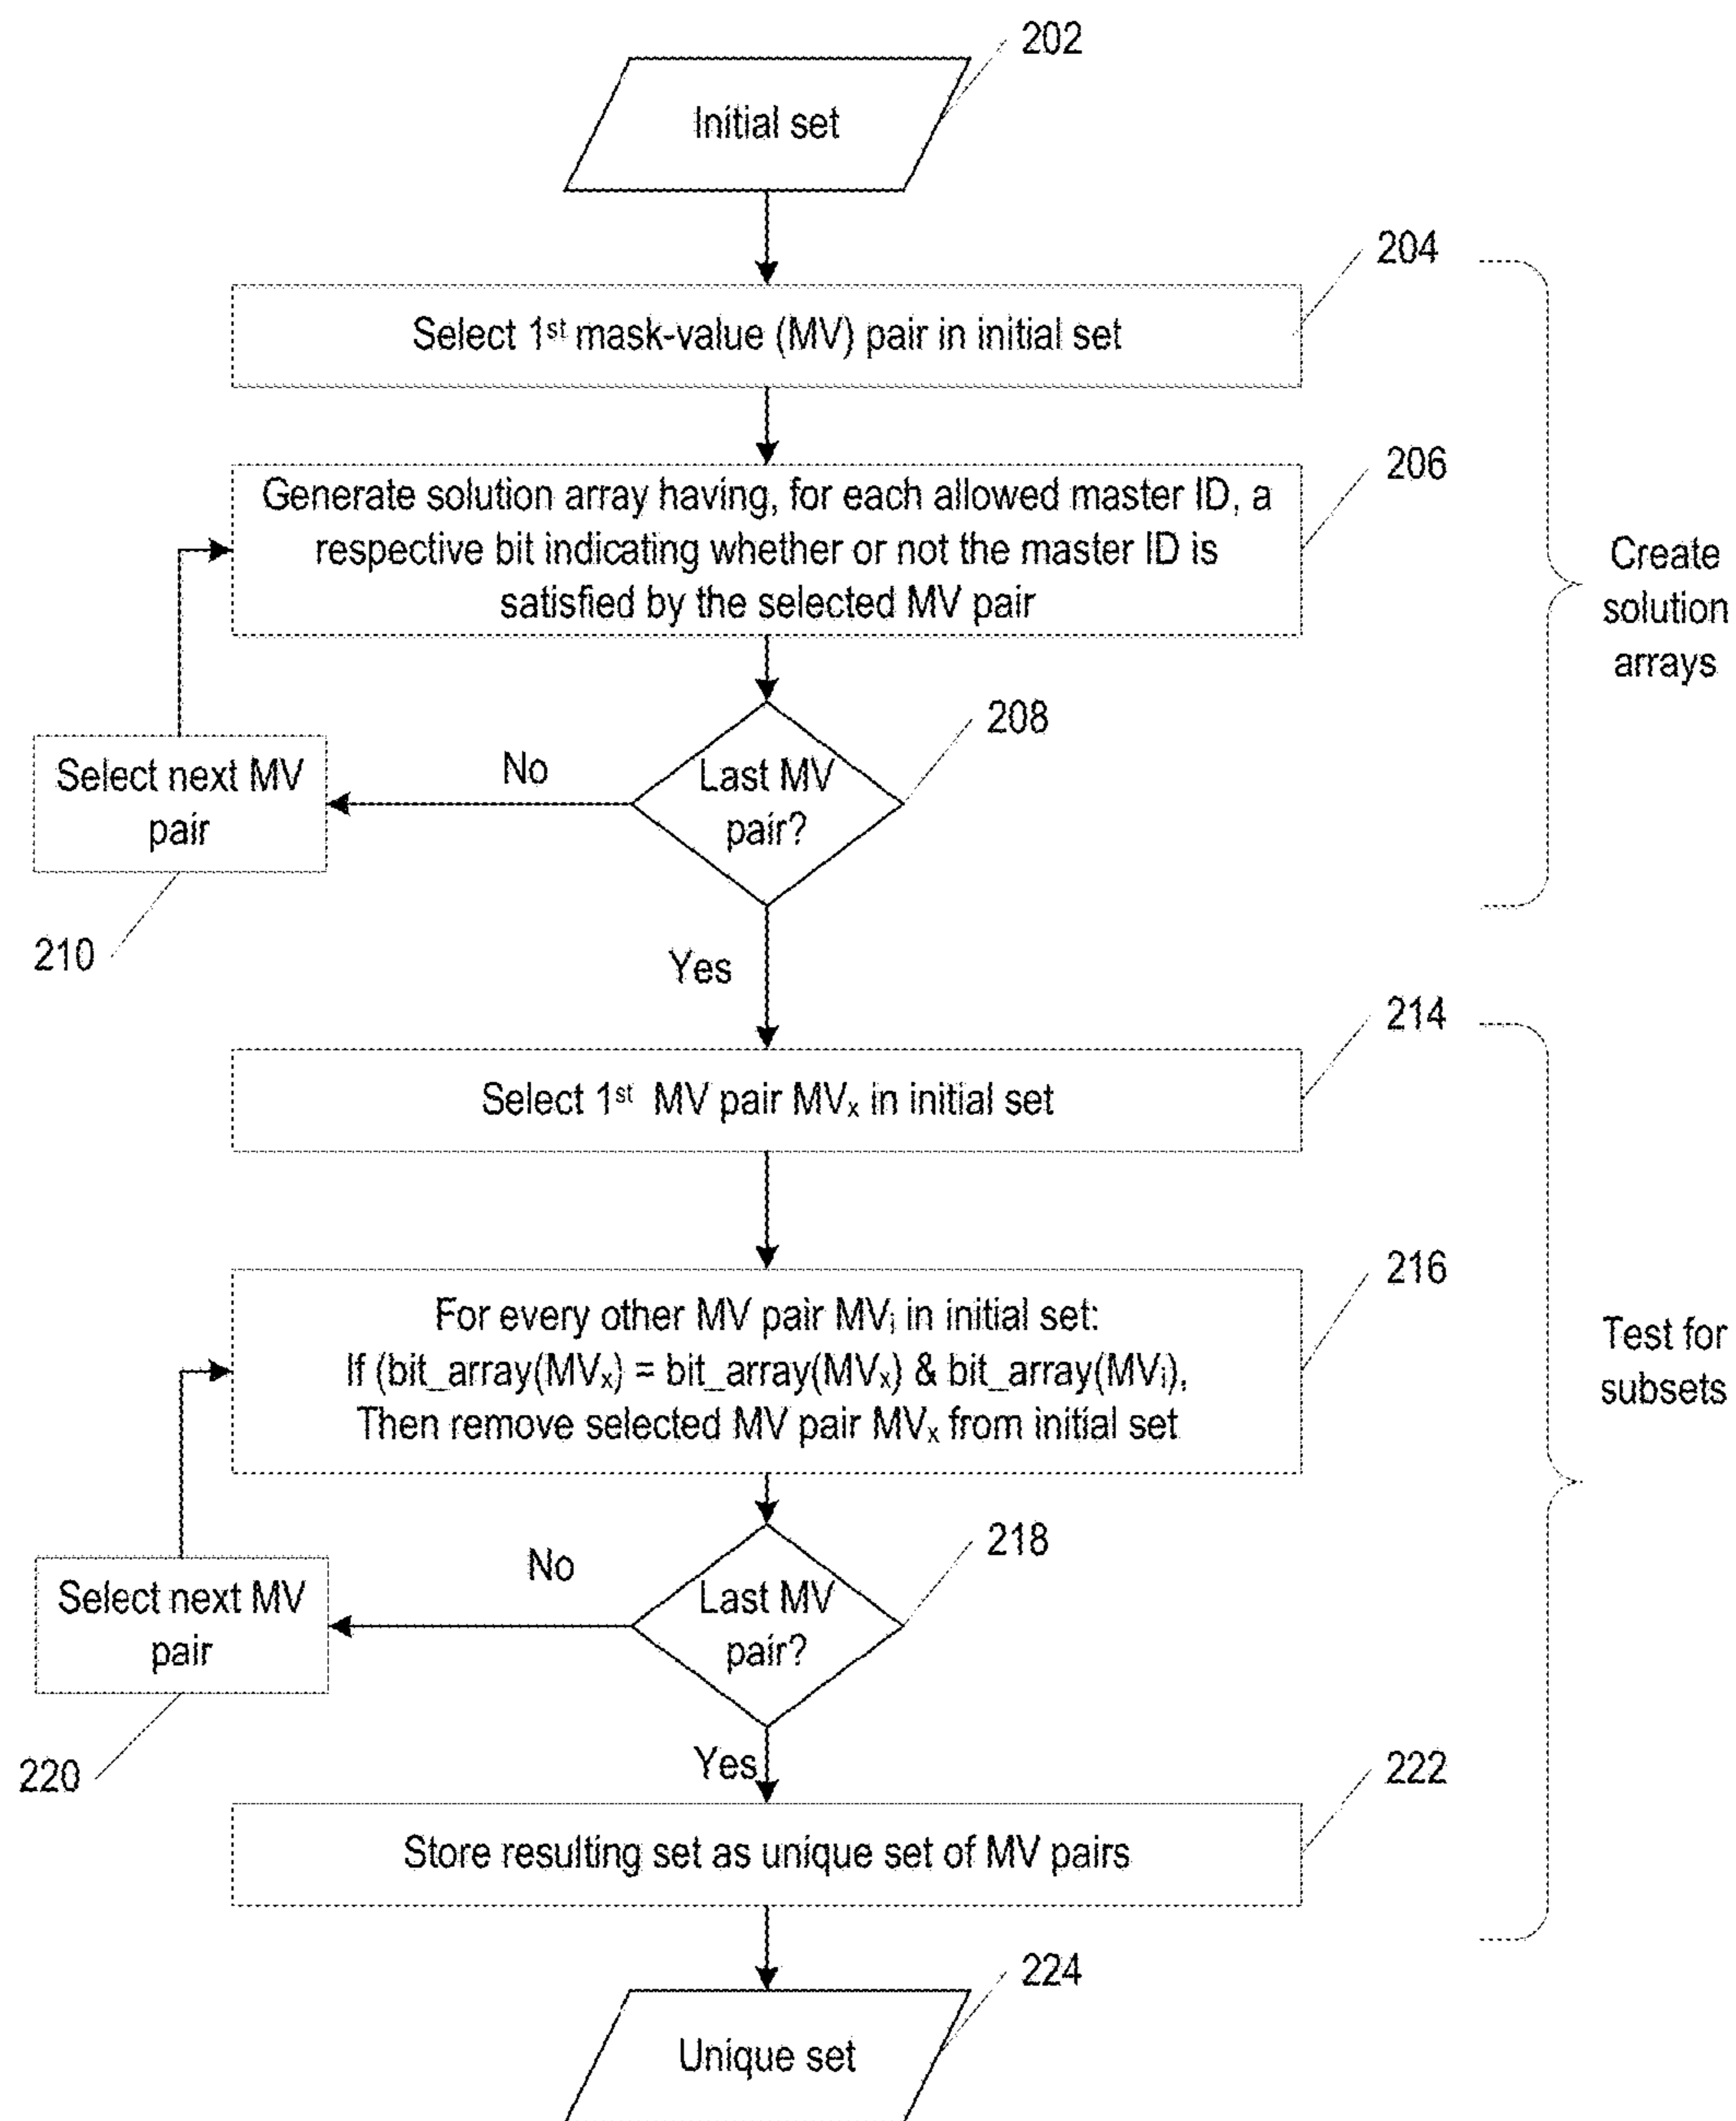 202
Initial set
204
Select 1st mask-value (MV) pair in initial set
206
Generate solution array having, for each allowed master ID, a
respective bit indicating whether or not the master ID is
satisfied by the selected MV pair
Create
solution
arrays
208
Last MV
pair?
No
Select next MV
pair
210
Yes
214
Select 1st MV pair MVx in initial set
216
For every other MV pair MVi in initial set:
If (bit_array(MVx) = bit_array(MVx) & bit_array(MVi),
Then remove selected MV pair MVx from initial set
Test for
subsets
218
Last MV
pair?
No
Select next MV
pair
220
Yes
222
Store resulting set as unique set of MV pairs
224
Unique set